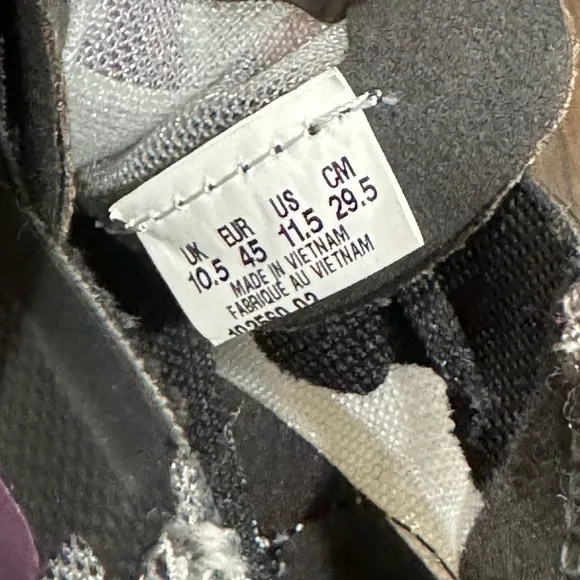 UK EUR US CM
10.5 45 11.5 29.5
MADE IN VIETNAM
FABRIQUE AU VIETNAM